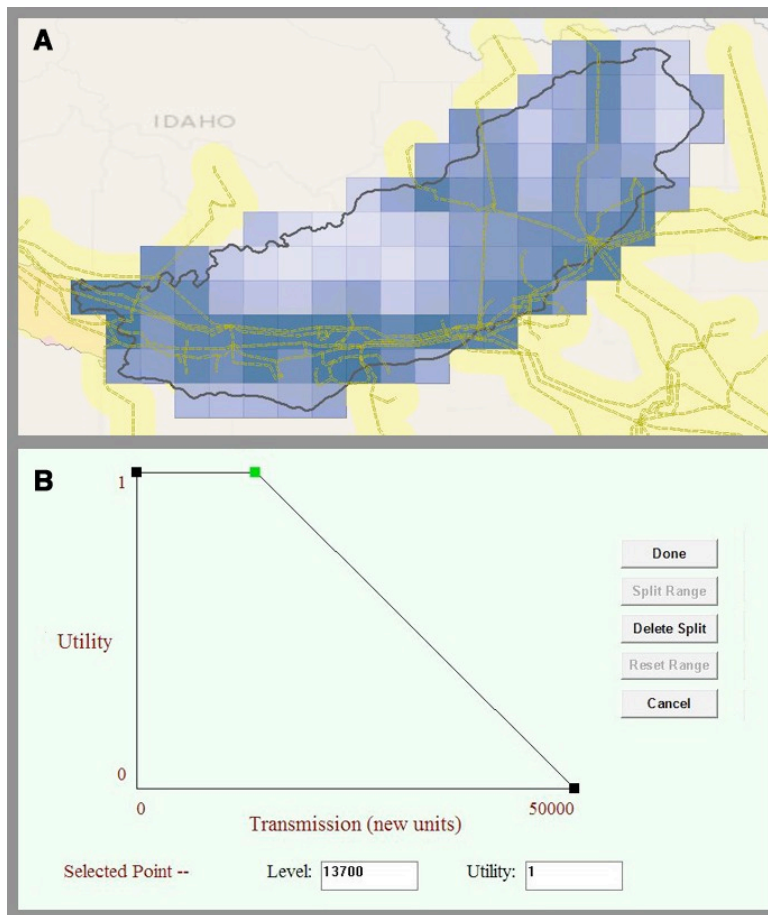 A
IDAHO
B
1
Utility
0
0
50000
Transmission (new units)
Done
Split Range
Delete Split
Reset Range
Cancel
Selected Point -- Level: 13700 Utility: 1